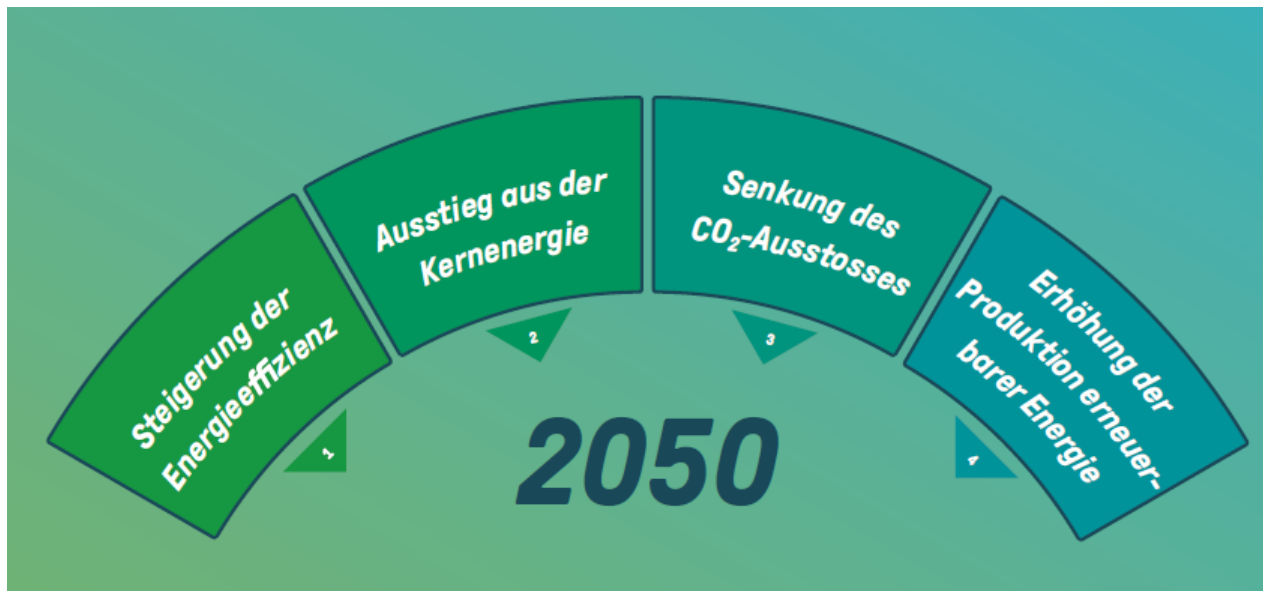 Steigerung der
Energieeffizienz
1
Ausstieg aus der
Kernenergie
2
Senkung des
CO₂-Ausstosses
3
Erhöhung der
Produktion erneuer-
barer Energie
4
2050